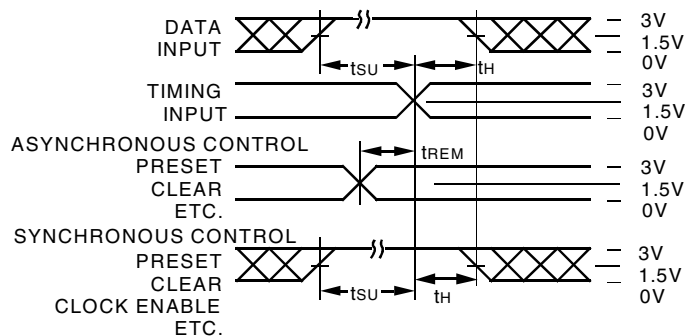 DATA
INPUT
3V
1.5V
0V
tSU
tH
TIMING
INPUT
3V
1.5V
0V
ASYNCHRONOUS CONTROL
PRESET
CLEAR
ETC.
tREM
3V
1.5V
0V
SYNCHRONOUS CONTROL
PRESET
CLEAR
CLOCK ENABLE
ETC.
tSU
tH
3V
1.5V
0V